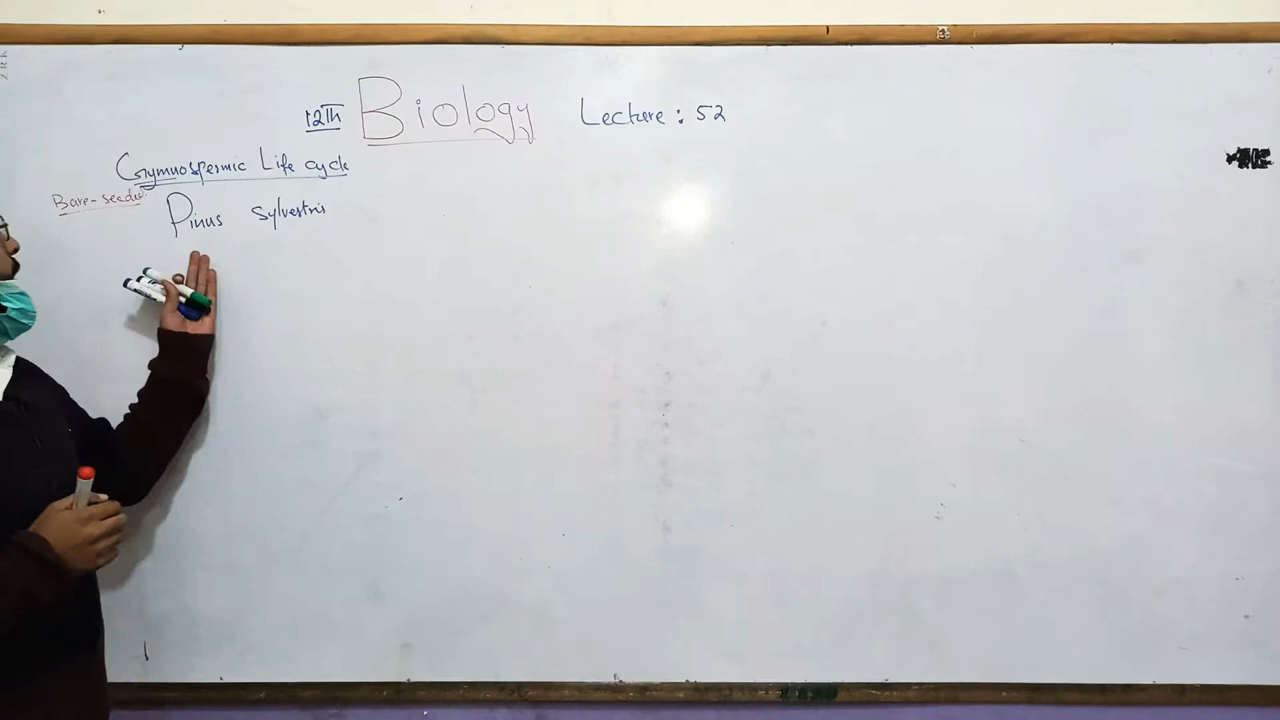 12Th Biology Lecture : 52
Gymnospermic Life cycle
Bare-seeded
Pinus sylvestris